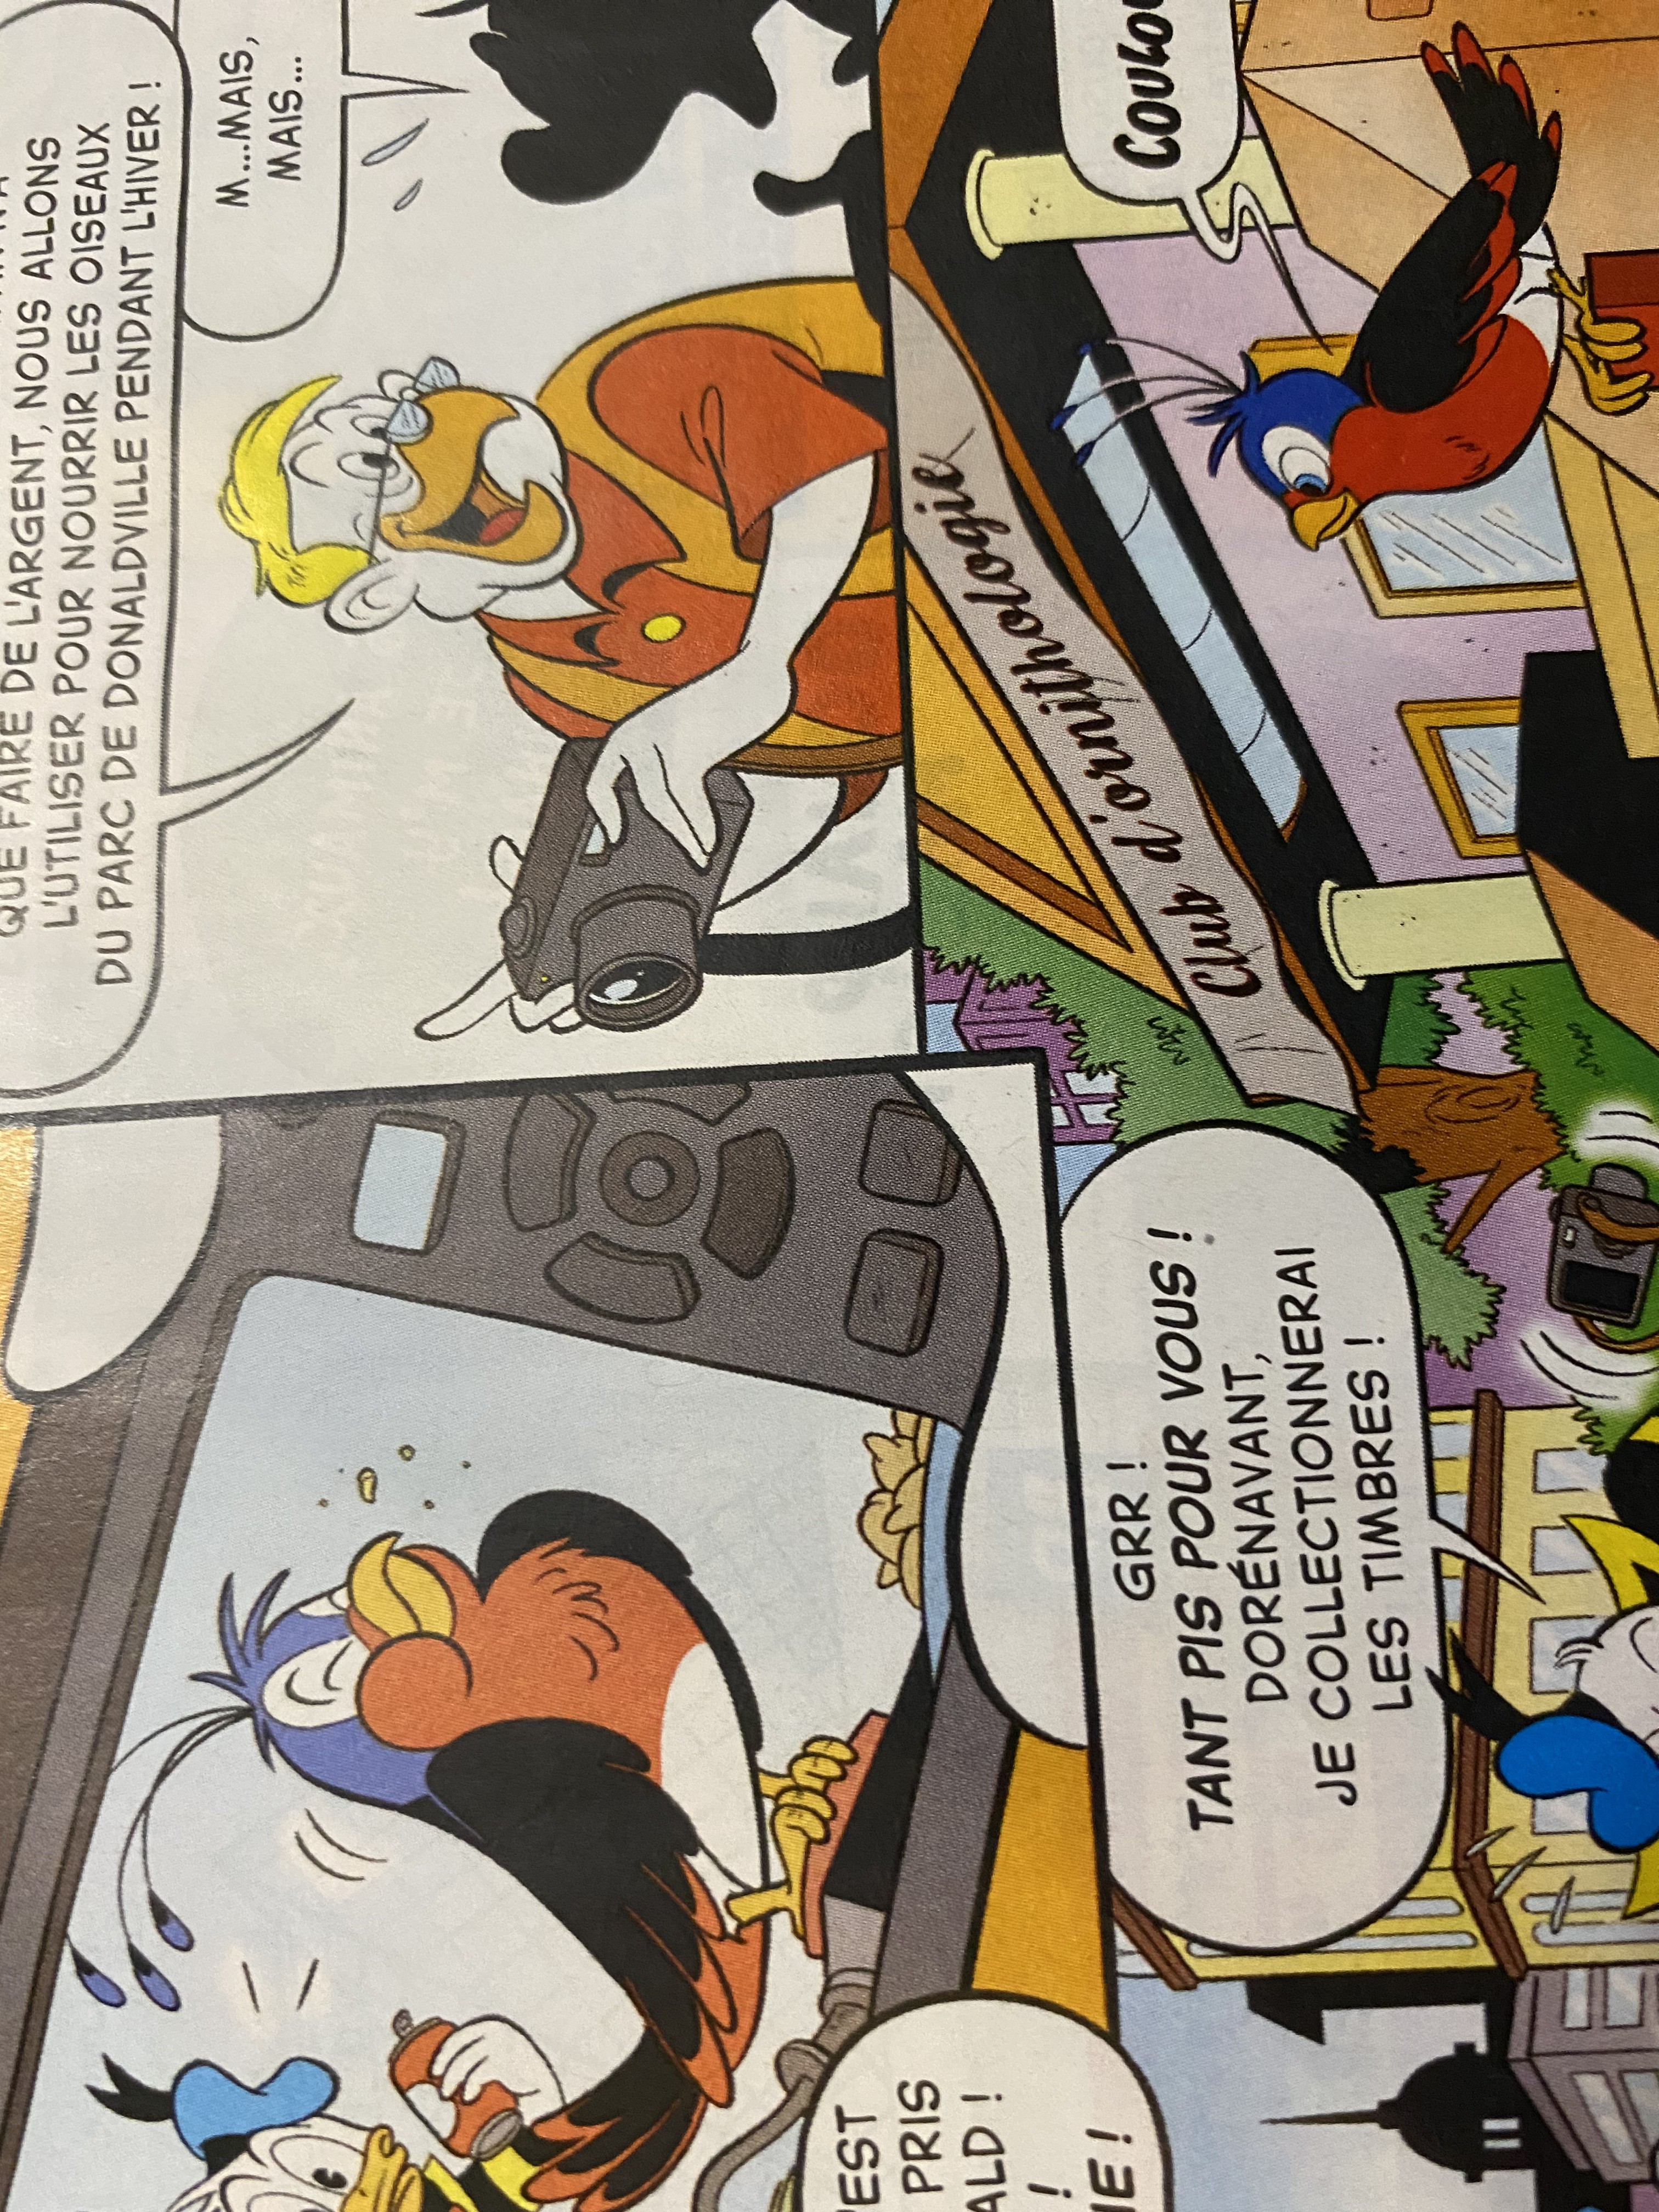 'EST
PRIS
ALD !
!
QUE FAIRE DE L'ARGENT, NOUS ALLONS
L'UTILISER POUR NOURRIR LES OISEAUX
DU PARC DE DONALDVILLE PENDANT L'HIVER !
M...MAIS,
MAIS...
GRR !
TANT PIS POUR VOUS !
DORÉNAVANT,
JE COLLECTIONNERAI
LES TIMBRES !
Club d'ornithologie
COULOU